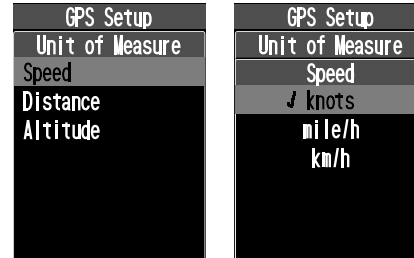 GPS Setup
Unit of Measure
Speed
Distance
Altitude
GPS Setup
Unit of Measure
Speed
✓ knots
mile/h
km/h